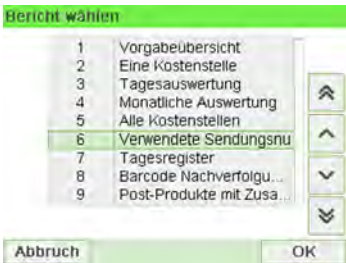 Bericht wählen
1 Vorgabeübersicht
2 Eine Kostenstelle
3 Tagesauswertung
4 Monatliche Auswertung
5 Alle Kostenstellen
6 Verwendete Sendungsnu
7 Tagesregister
8 Barcode Nachverfolgu...
9 Post-Produkte mit Zusa...
Abbruch OK